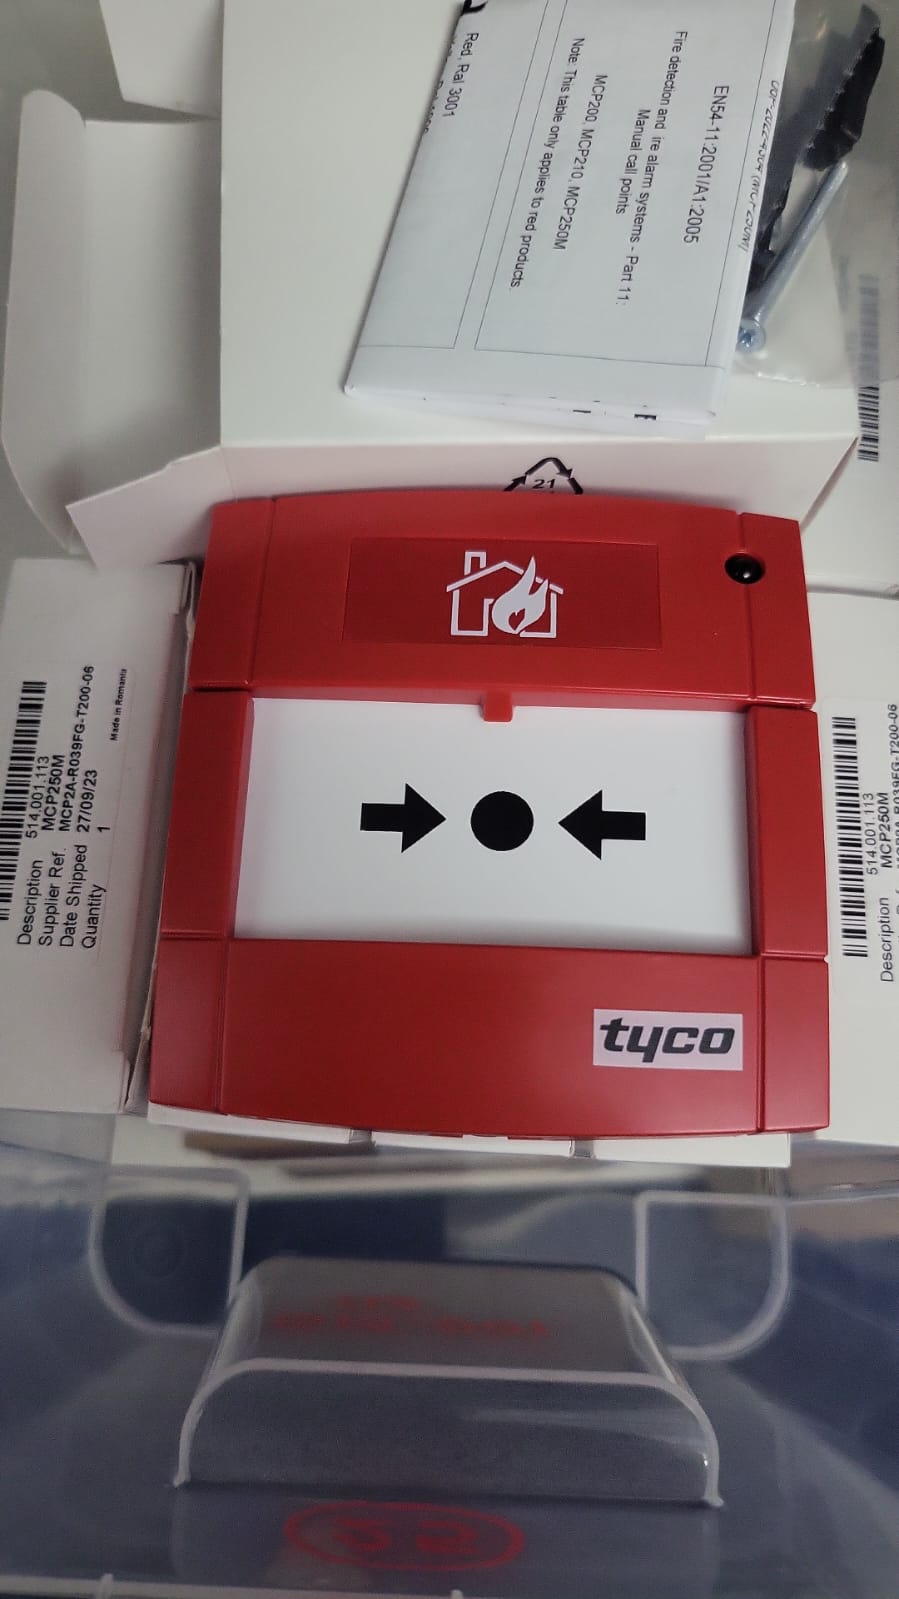 Red, Ral 3001
EN54-11:2001/A1:2005
Fire detection and ire alarm systems - Part 11:
Manual call points
MCP200, MCP210, MCP250M
Note: This table only applies to red products.
21
tyco
514.001.113
Description MCP250M
Supplier Ref. MCP2A-R039FG-T200-06
Date Shipped 27/09/23
Quantity 1
Made in Romania
514.001.113
Description MCP250M